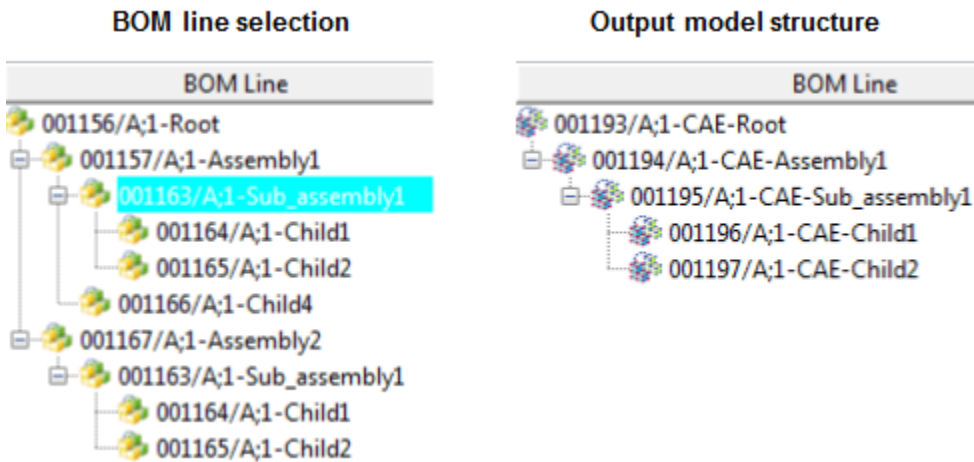 BOM line selection
BOM Line
001156/A;1-Root
001157/A;1-Assembly1
001163/A;1-Sub_assembly1
001164/A;1-Child1
001165/A;1-Child2
001166/A;1-Child4
001167/A;1-Assembly2
001163/A;1-Sub_assembly1
001164/A;1-Child1
001165/A;1-Child2
Output model structure
BOM Line
001193/A;1-CAE-Root
001194/A;1-CAE-Assembly1
001195/A;1-CAE-Sub_assembly1
001196/A;1-CAE-Child1
001197/A;1-CAE-Child2